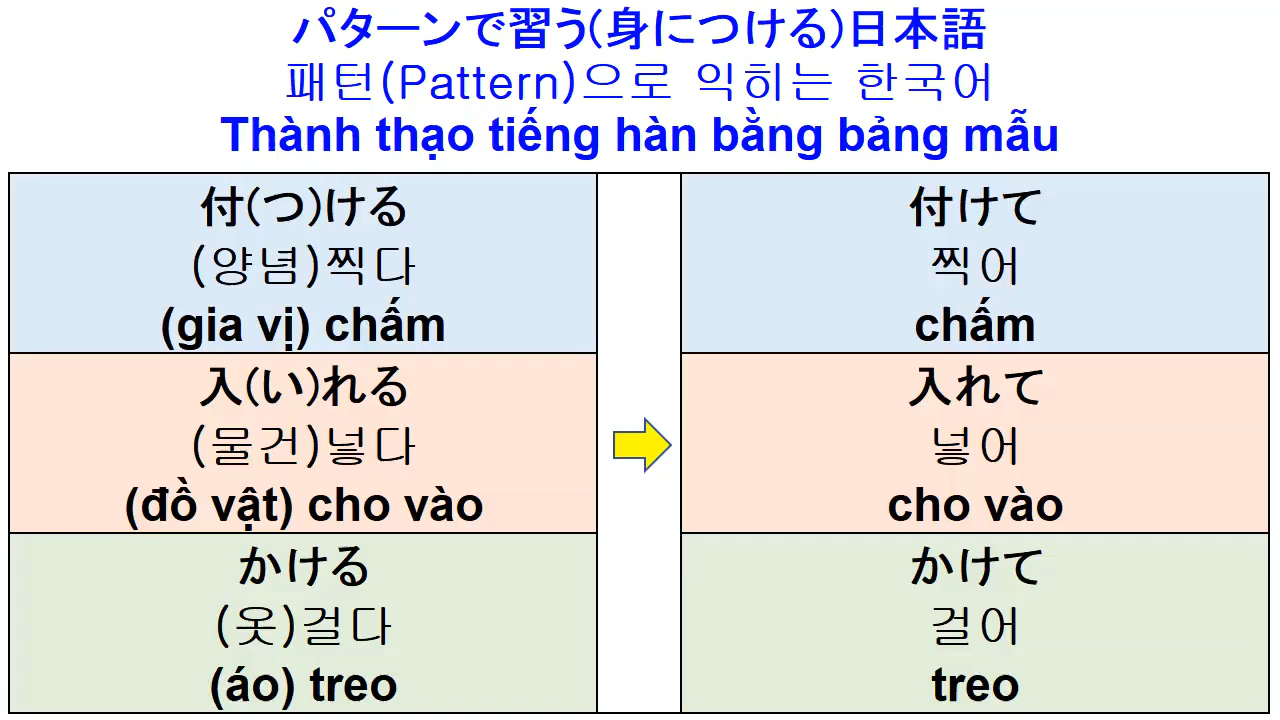 パターンで習う(身につける)日本語
패턴(Pattern)으로 익히는 한국어
Thành thạo tiếng hàn bằng bảng mẫu
付(つ)ける
(양념)찍다
(gia vị) chấm
付けて
찍어
chấm
入(い)れる
(물건)넣다
(đồ vật) cho vào
入れて
넣어
cho vào
かける
(옷)걸다
(áo) treo
かけて
걸어
treo